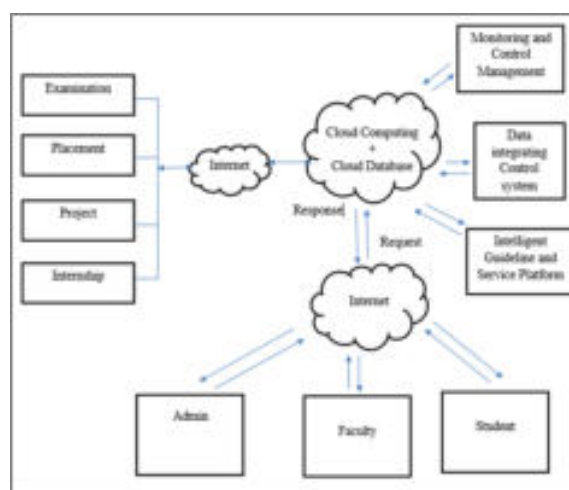 Monitoring and
Control
Management
Examination
Placement
Project
Internship
Internet
Cloud Computing
+
Cloud Database
Data
integrating
Control
system
Response
Request
Intelligent
Guideline and
Service Platform
Internet
Admin
Faculty
Student